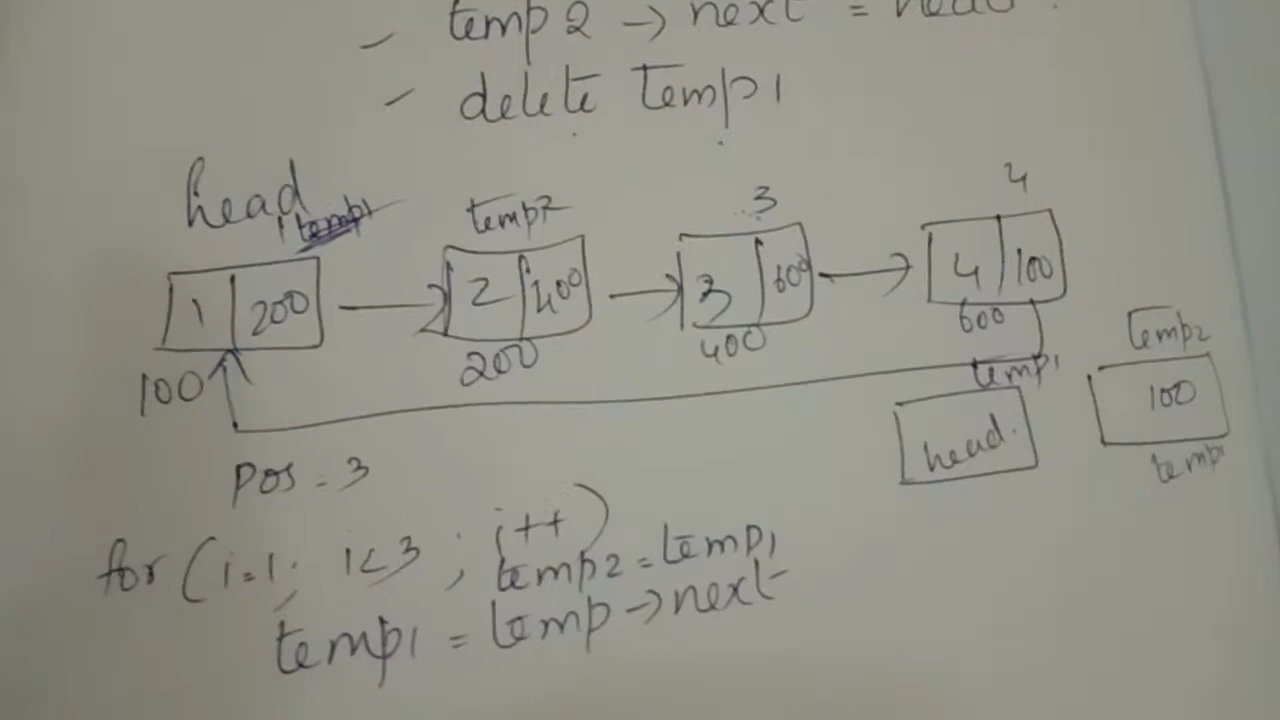 - temp2 → next = head.
- delete temp1
head
temp1
temp2 3 4
1 200 → 2 400 → 3 600 → 4 100
100 200 400 600
temp1 temp2
head. 100
temp1
pos = 3
for (i=1; i<3; i++)
temp2 = temp1
temp1 = temp → next